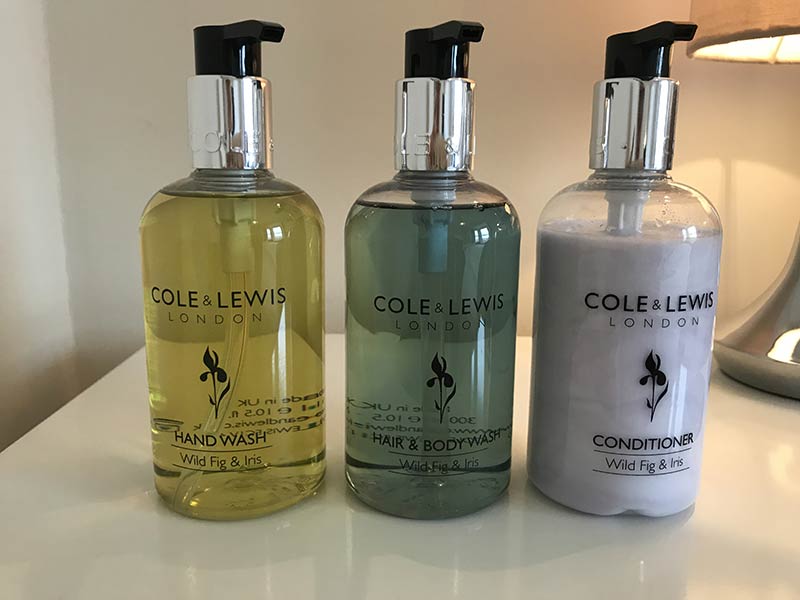 COLE & LEWIS
LONDON
HAND WASH
Wild Fig & Iris
COLE & LEWIS
LONDON
HAIR & BODY WASH
Wild Fig & Iris
COLE & LEWIS
LONDON
CONDITIONER
Wild Fig & Iris